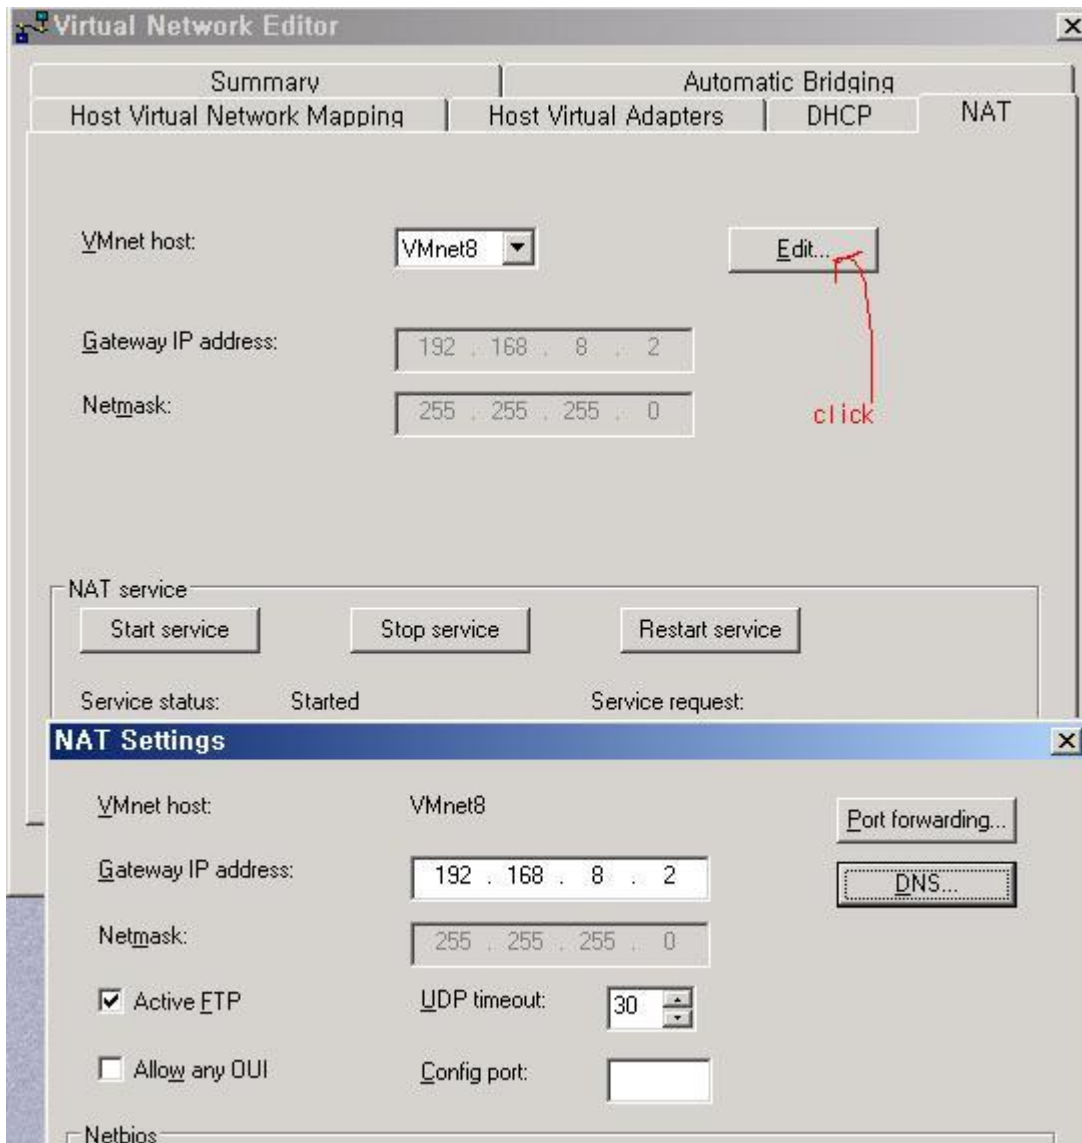 Virtual Network Editor
Summary Automatic Bridging
Host Virtual Network Mapping Host Virtual Adapters DHCP NAT
VMnet host: VMnet8 Edit...
Gateway IP address: 192 . 168 . 8 . 2
Netmask: 255 . 255 . 255 . 0
click
NAT service
Start service Stop service Restart service
Service status: Started Service request:
NAT Settings
VMnet host: VMnet8 Port forwarding...
Gateway IP address: 192 . 168 . 8 . 2 DNS...
Netmask: 255 . 255 . 255 . 0
Active FTP UDP timeout: 30
Allow any OUI Config port:
Netbios